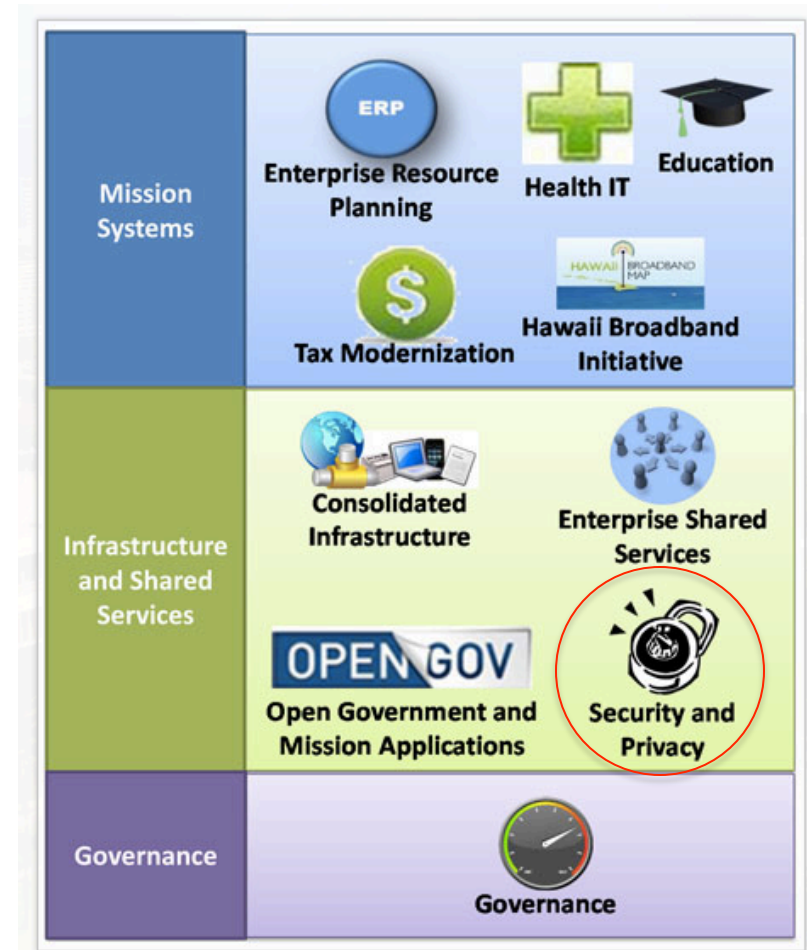 Mission
Systems
ERP
Enterprise Resource
Planning
Health IT
Education
Tax Modernization
HAWAII BROADBAND
MAP
Hawaii Broadband
Initiative
Infrastructure
and Shared
Services
Consolidated
Infrastructure
Enterprise Shared
Services
OPEN GOV
Open Government and
Mission Applications
Security and
Privacy
Governance
Governance